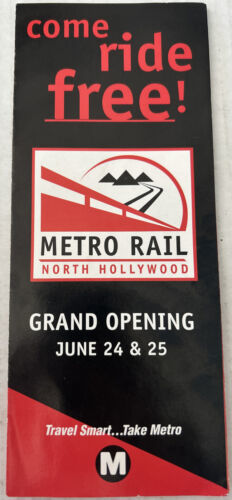 come
ride
free!
METRO RAIL
NORTH HOLLYWOOD
GRAND OPENING
JUNE 24 & 25
Travel Smart...Take Metro
M